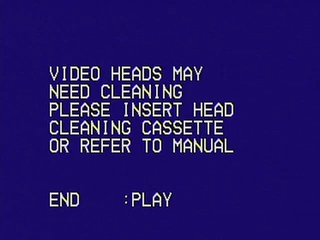 VIDEO HEADS MAY
NEED CLEANING
PLEASE INSERT HEAD
CLEANING CASSETTE
OR REFER TO MANUAL
END :PLAY